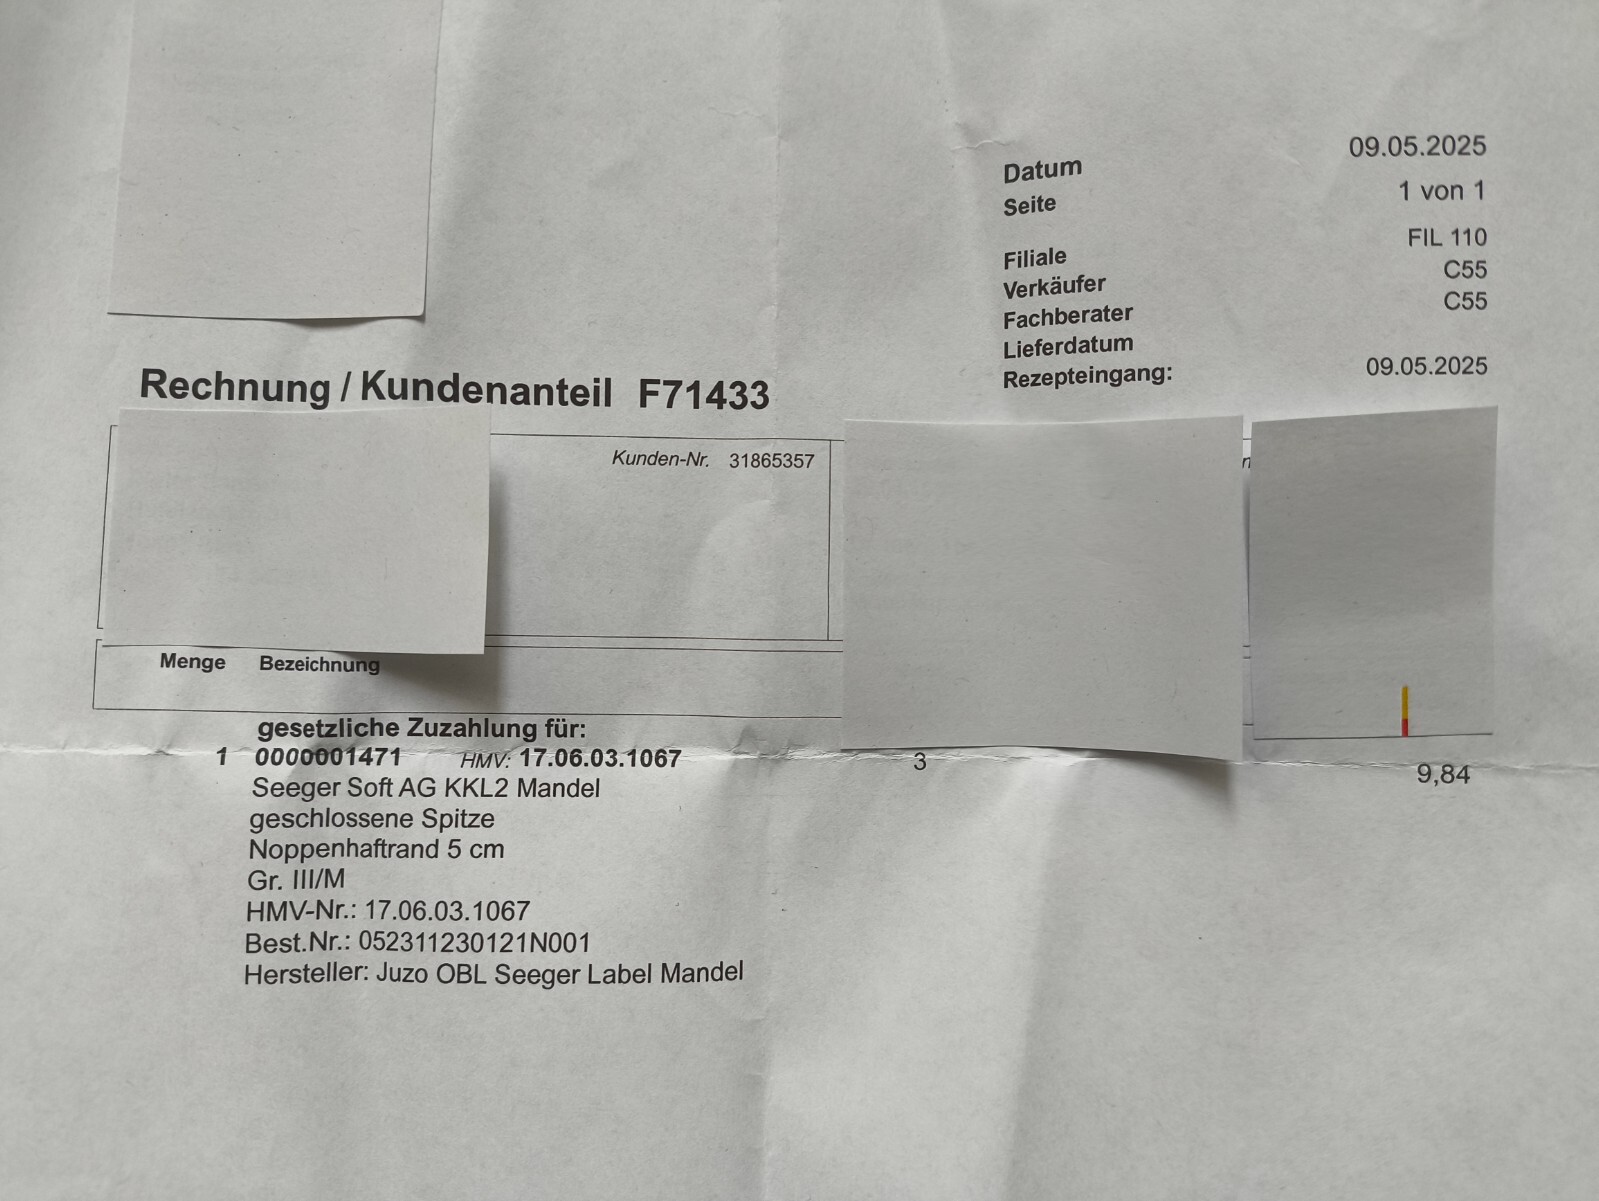 Datum 09.05.2025
Seite 1 von 1
Filiale FIL 110
Verkäufer C55
Fachberater C55
Lieferdatum
Rezepteingang: 09.05.2025
Rechnung / Kundenanteil F71433
Kunden-Nr. 31865357
Menge Bezeichnung
gesetzliche Zuzahlung für:
1 0000001471 HMV: 17.06.03.1067 3 9,84
Seeger Soft AG KKL2 Mandel
geschlossene Spitze
Noppenhaftrand 5 cm
Gr. III/M
HMV-Nr.: 17.06.03.1067
Best.Nr.: 052311230121N001
Hersteller: Juzo OBL Seeger Label Mandel